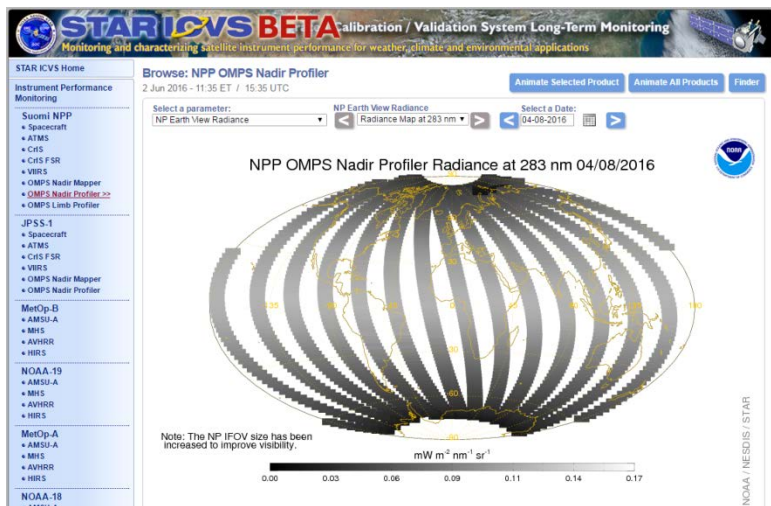 STAR ICVS BETA Calibration / Validation System Long-Term Monitoring
Monitoring and characterizing satellite instrument performance for weather, climate and environmental applications
STAR ICVS Home
Instrument Performance
Monitoring
Suomi NPP
Spacecraft
ATMS
CrIS
CrIS FSR
VIIRS
OMPS Nadir Mapper
OMPS Nadir Profiler >>
OMPS Limb Profiler
JPSS-1
Spacecraft
ATMS
CrIS FSR
VIIRS
OMPS Nadir Mapper
OMPS Nadir Profiler
MetOp-B
AMSU-A
MHS
AVHRR
HIRS
NOAA-19
AMSU-A
MHS
AVHRR
HIRS
MetOp-A
AMSU-A
MHS
AVHRR
HIRS
NOAA-18
Browse: NPP OMPS Nadir Profiler
2 Jun 2016 - 11:35 ET / 15:35 UTC
Animate Selected Product
Animate All Products
Finder
Select a parameter:
NP Earth View Radiance
NP Earth View Radiance
< Radiance Map at 283 nm >
Select a Date:
< 04-08-2016 >
NPP OMPS Nadir Profiler Radiance at 283 nm 04/08/2016
NOAA
Note: The NP IFOV size has been
increased to improve visibility.
mW m-2 nm-1 sr-1
0.00 0.03 0.06 0.09 0.11 0.14 0.17
NOAA / NESDIS / STAR